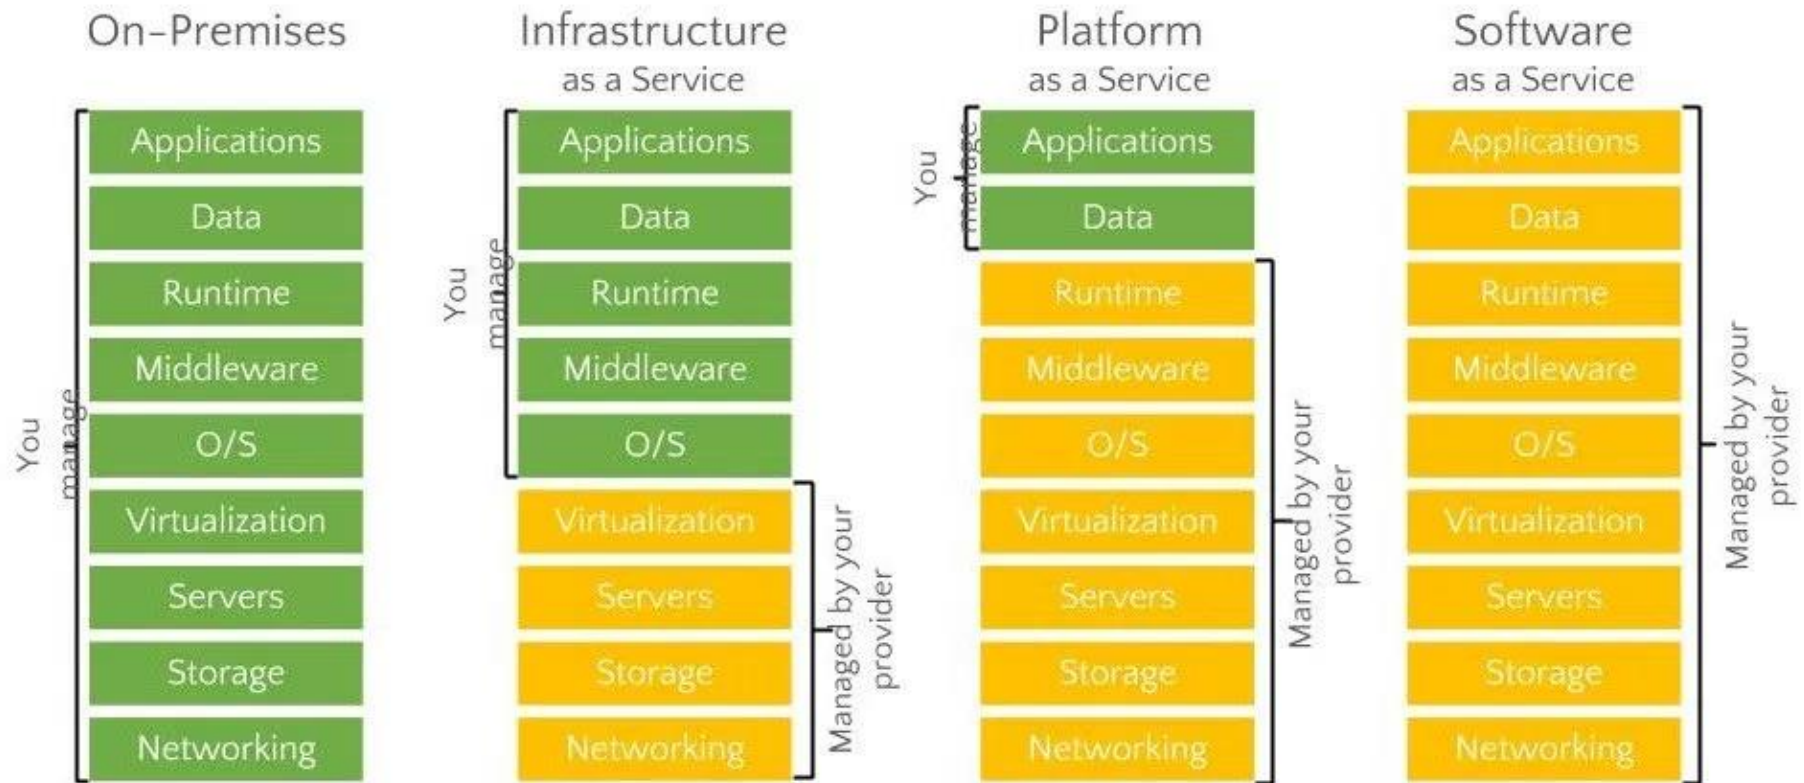 On-Premises
You
manage
Applications
Data
Runtime
Middleware
O/S
Virtualization
Servers
Storage
Networking
Infrastructure
as a Service
You
manage
Applications
Data
Runtime
Middleware
O/S
Virtualization
Servers
Storage
Networking
Managed by your
provider
Platform
as a Service
You
manage
Applications
Data
Runtime
Middleware
O/S
Virtualization
Servers
Storage
Networking
Managed by your
provider
Software
as a Service
Applications
Data
Runtime
Middleware
O/S
Virtualization
Servers
Storage
Networking
Managed by your
provider